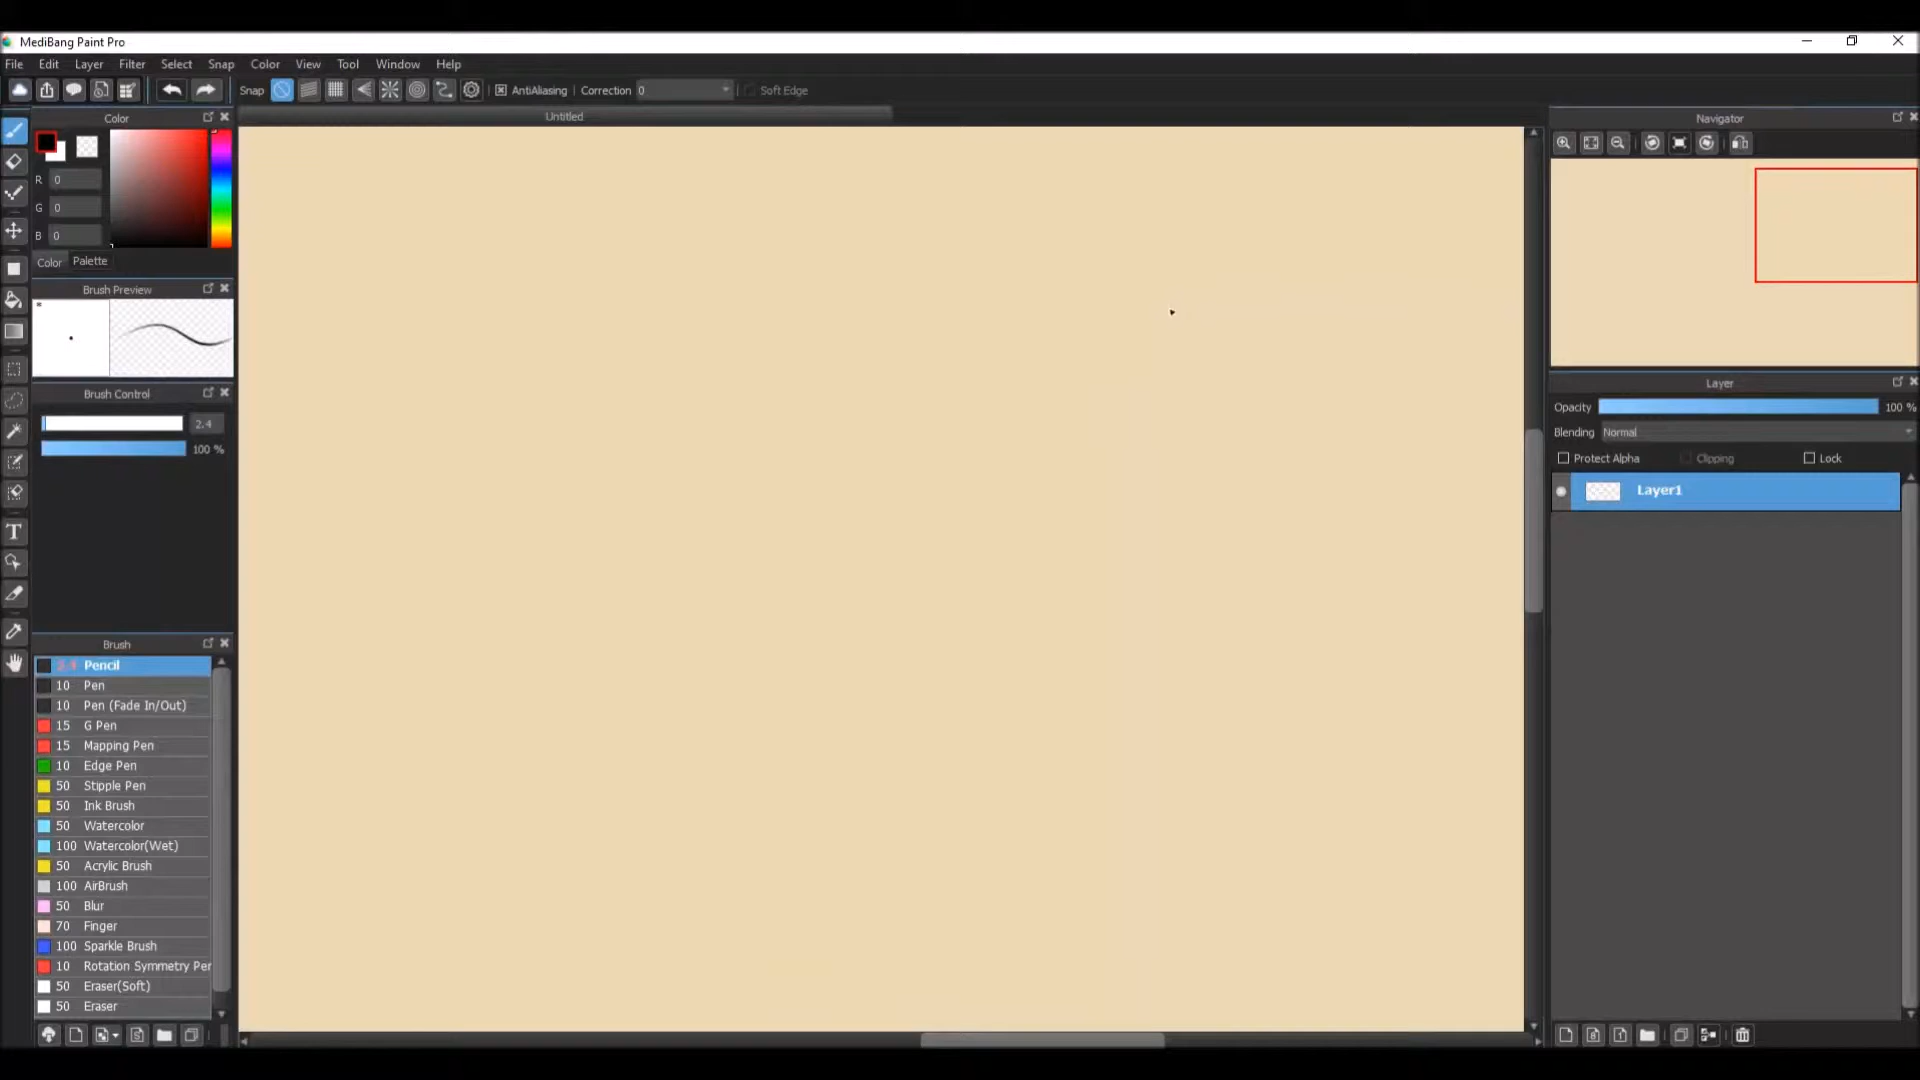 MediBang Paint Pro
File Edit Layer Filter Select Snap Color View Tool Window Help
Snap AntiAliasing Correction 0 Soft Edge
Color
Untitled
Navigator
R 0
G 0
B 0
Color Palette
Brush Preview
Brush Control
2.4
100 %
Layer
Opacity 100 %
Blending Normal
Protect Alpha Clipping Lock
Layer1
Brush
2.4 Pencil
10 Pen
10 Pen (Fade In/Out)
15 G Pen
15 Mapping Pen
10 Edge Pen
50 Stipple Pen
50 Ink Brush
50 Watercolor
100 Watercolor(Wet)
50 Acrylic Brush
100 AirBrush
50 Blur
70 Finger
100 Sparkle Brush
10 Rotation Symmetry Per
50 Eraser(Soft)
50 Eraser